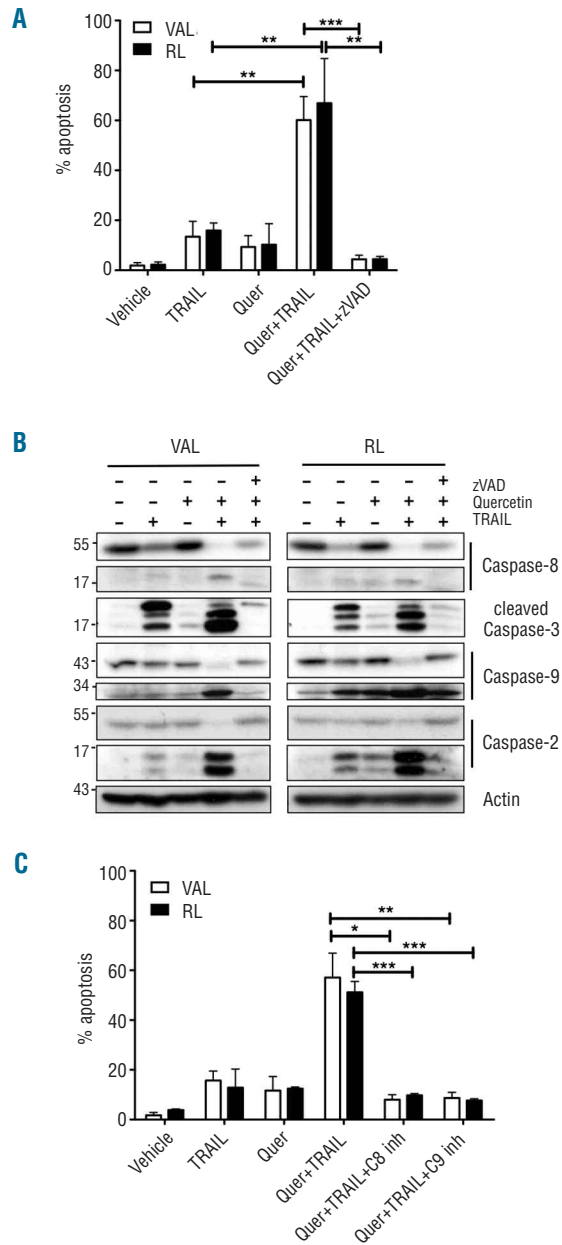 A
VAL
RL
% apoptosis
100
80
60
40
20
0
***
** **
**
Vehicle
TRAIL
Quer
Quer+TRAIL
Quer+TRAIL+zVAD
B
VAL RL
– – – – + – – – – + zVAD
– – + + + – – + + + Quercetin
– + – + + – + – + + TRAIL
55
17
Caspase-8
17
cleaved
Caspase-3
43
34
Caspase-9
55
17
Caspase-2
43
Actin
C
VAL
RL
% apoptosis
100
80
60
40
20
0
**
*
***
***
Vehicle
TRAIL
Quer
Quer+TRAIL
Quer+TRAIL+C8 inh
Quer+TRAIL+C9 inh